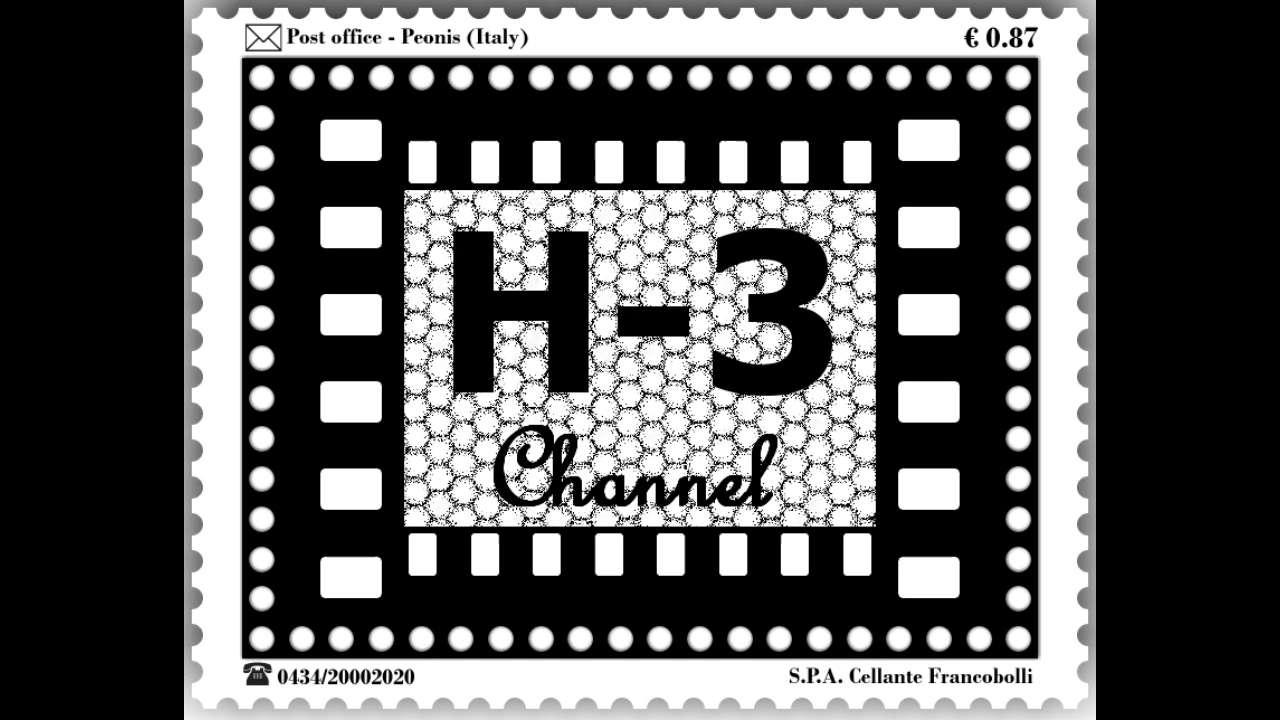 Post office - Peonis (Italy)
€ 0.87
H-3
Channel
0434/20002020
S.P.A. Cellante Francobolli